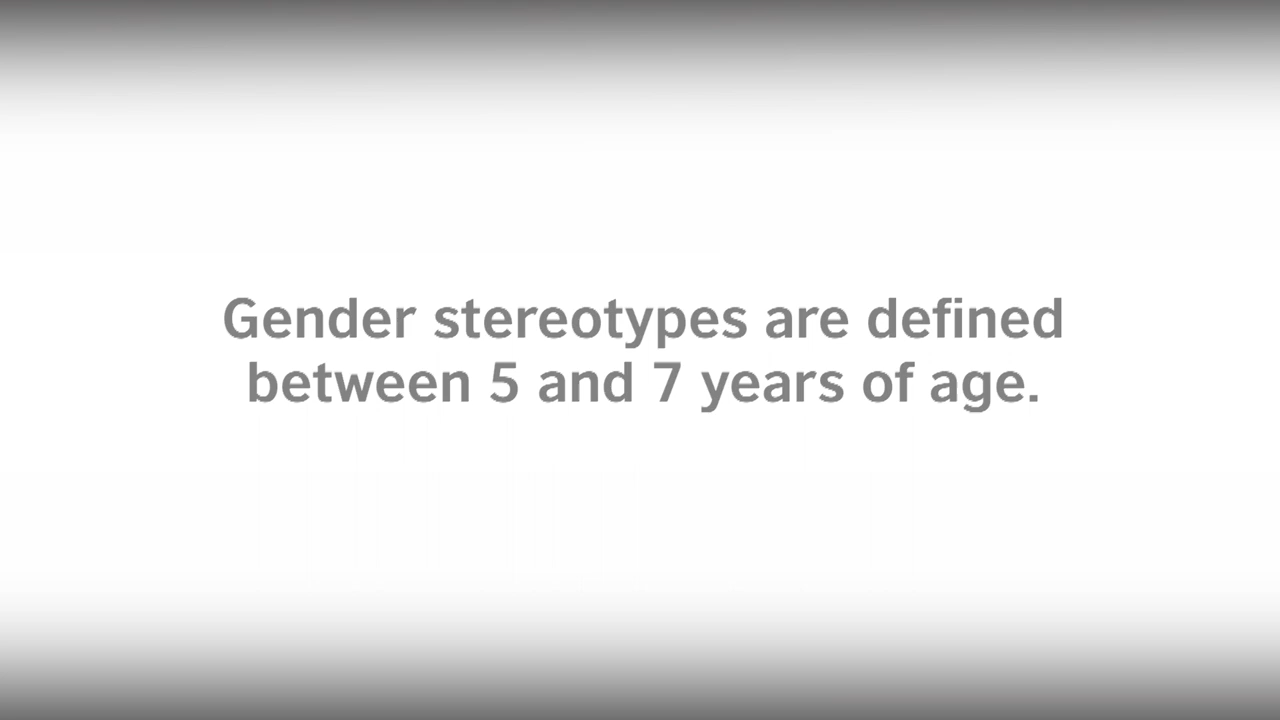 Gender stereotypes are defined
between 5 and 7 years of age.